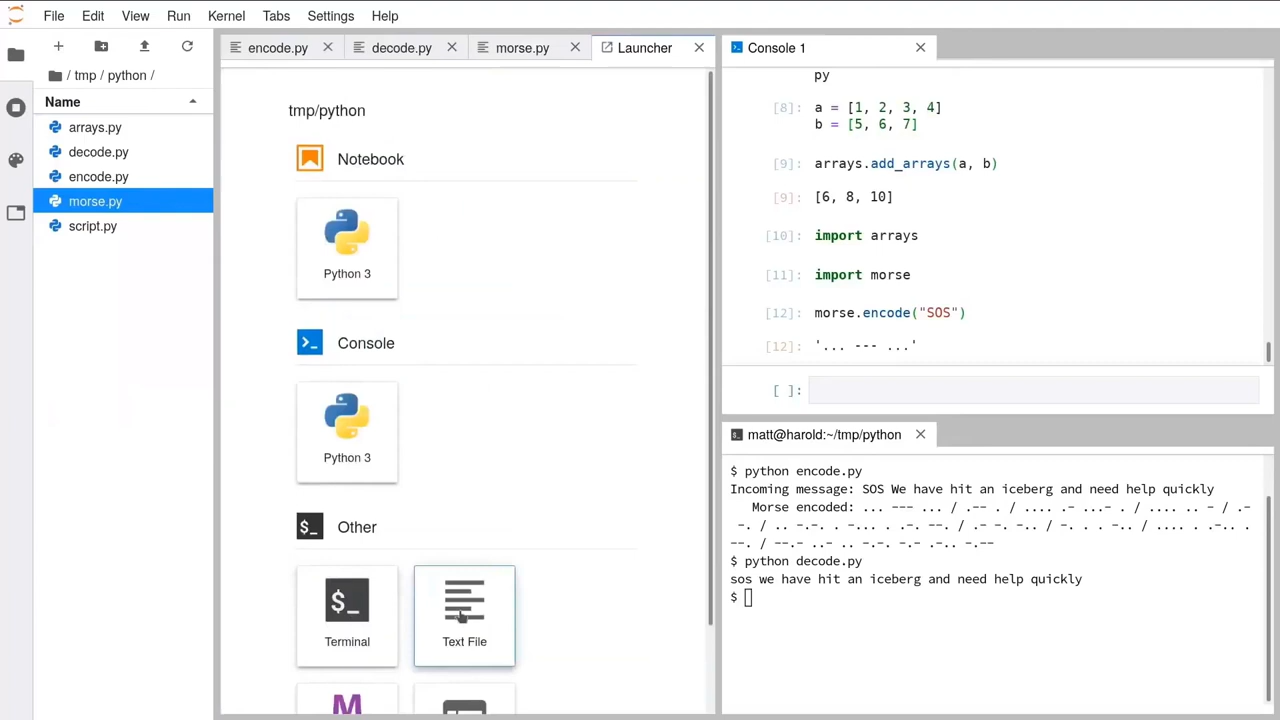 File Edit View Run Kernel Tabs Settings Help
/ tmp / python /
Name
arrays.py
decode.py
encode.py
morse.py
script.py
encode.py
decode.py
morse.py
Launcher
tmp/python
Notebook
Python 3
Console
Python 3
Other
$_
Terminal
Text File
M
Console 1
py
[8]: a = [1, 2, 3, 4]
b = [5, 6, 7]
[9]: arrays.add_arrays(a, b)
[9]: [6, 8, 10]
[10]: import arrays
[11]: import morse
[12]: morse.encode("SOS")
[12]: '... --- ...'
[ ]:
matt@harold:~/tmp/python
$ python encode.py
Incoming message: SOS We have hit an iceberg and need help quickly
Morse encoded: ... --- ... / .-- . / .... .- ...- . / .... .. - / .-
-. / .. -.-. . -... . .-. --. / .- -. -.. / -. . . -.. / .... . .-.. .
--. / --.- ..- .. -.-. -.- .-.. -.--
$ python decode.py
sos we have hit an iceberg and need help quickly
$